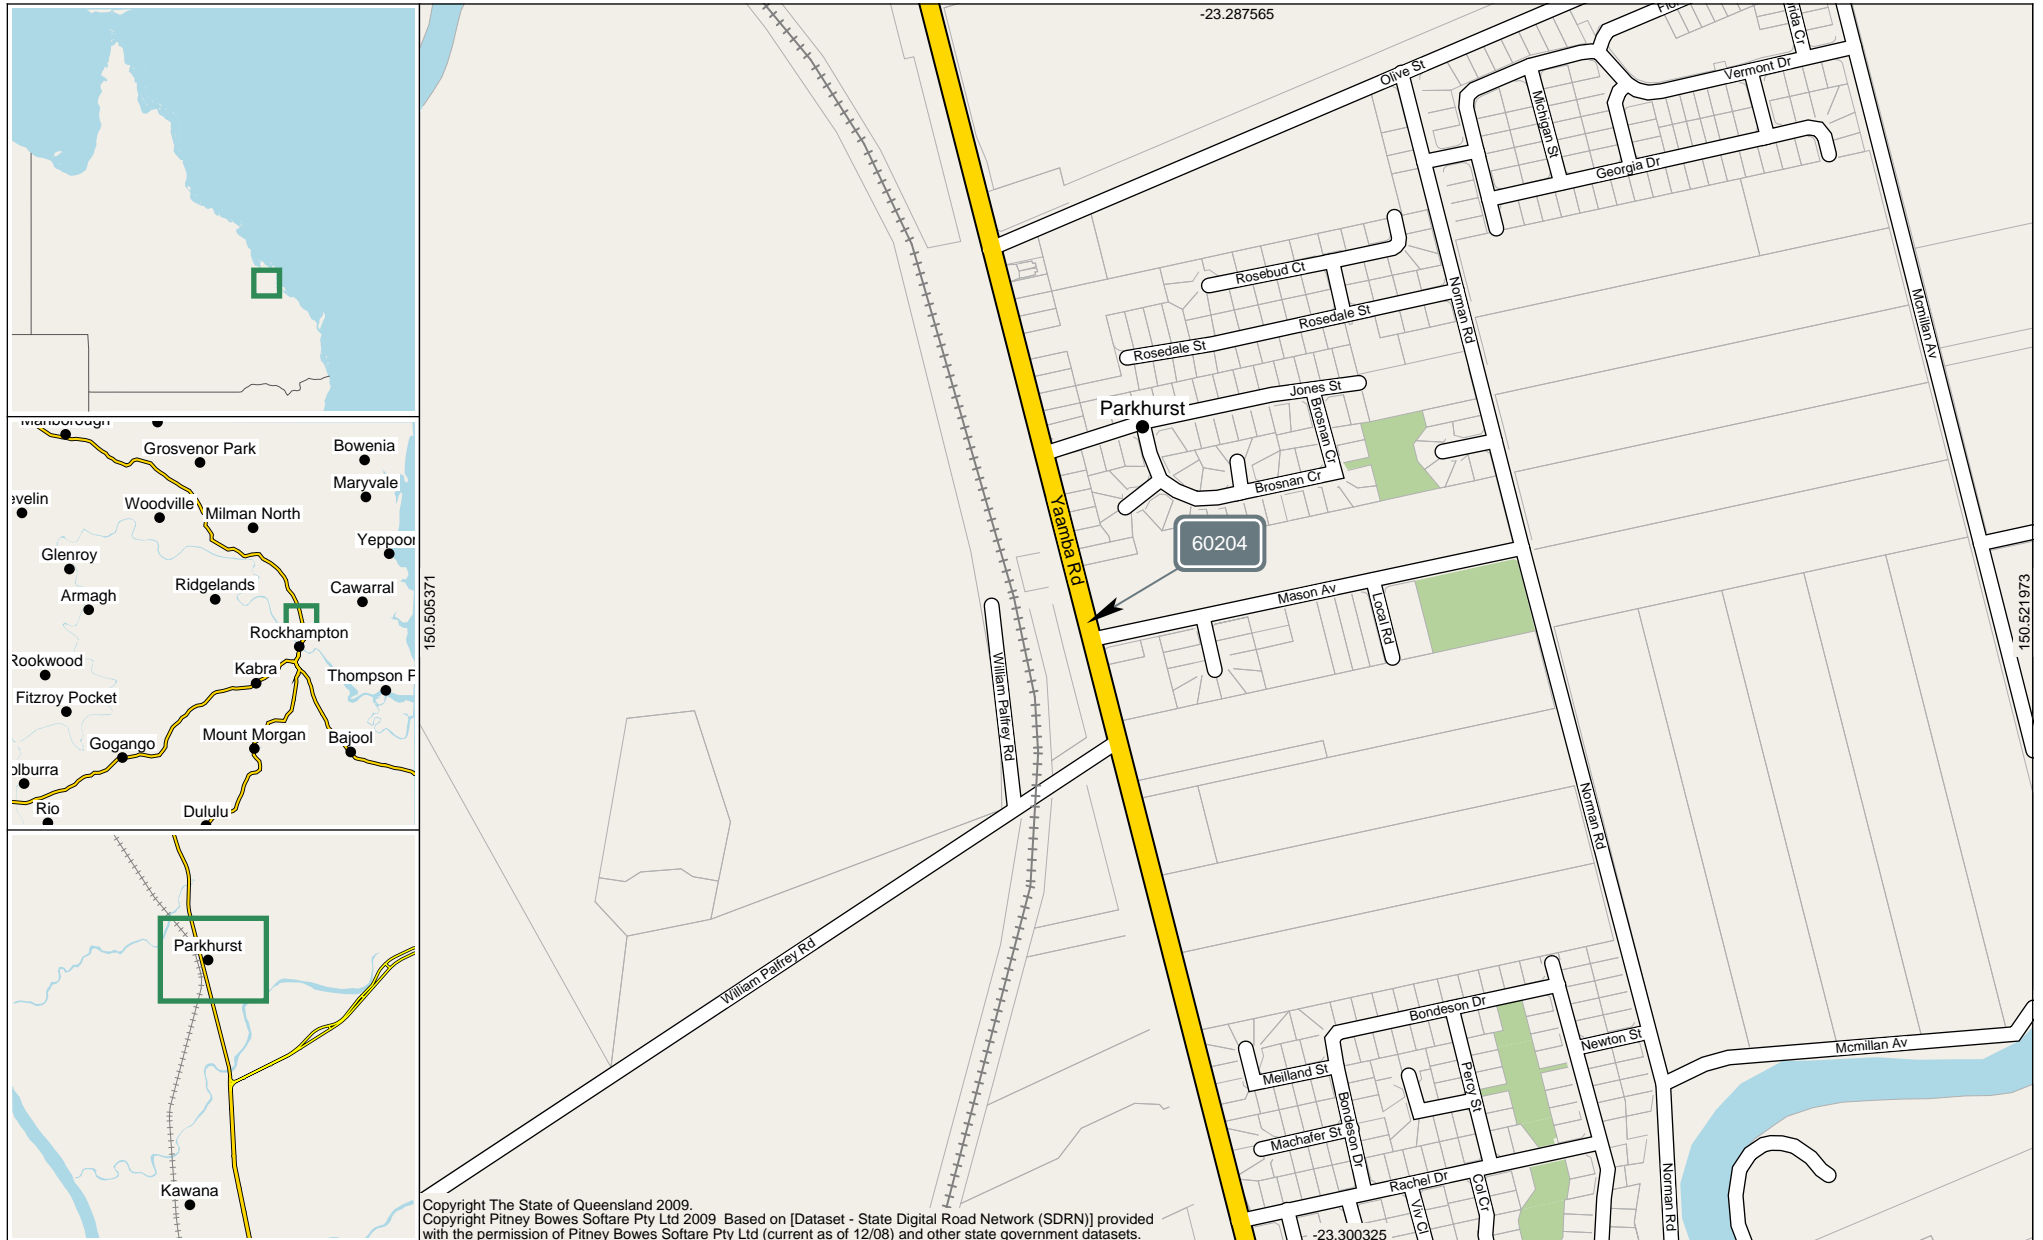 -23.287565
Olive St
Vermont Dr
Michigan St
Georgia Dr
Rosebud Ct
Rosedale St
Rosedale St
Norman Rd
Mcmillan Av
Jones St
Parkhurst
Brosnan Cr
Brosnan Cr
Yaamba Rd
60204
Mason Av
Local Rd
William Palfrey Rd
150.505371
150.521973
Norman Rd
William Palfrey Rd
Bondeson Dr
Newton St
Mcmillan Av
Meilland St
Percy St
Bondeson Dr
Machafer St
Rachel Dr
Col Cr
Viv Cl
Norman Rd
-23.300325
Marlborough
Grosvenor Park
Bowenia
Maryvale
evelin
Woodville
Milman North
Yeppoon
Glenroy
Ridgelands
Cawarral
Armagh
Rockhampton
Rookwood
Kabra
Thompson P
Fitzroy Pocket
Mount Morgan
Bajool
Gogango
olburra
Rio
Dululu
Parkhurst
Kawana
Copyright The State of Queensland 2009.
Copyright Pitney Bowes Softare Pty Ltd 2009 Based on [Dataset - State Digital Road Network (SDRN)] provided
with the permission of Pitney Bowes Softare Pty Ltd (current as of 12/08) and other state government datasets.